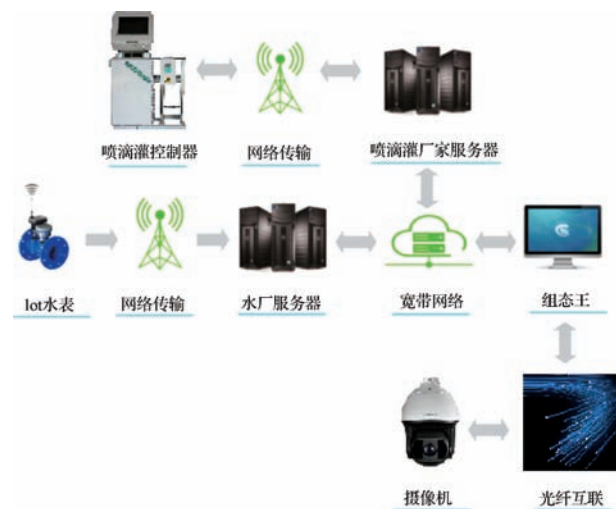 喷滴灌控制器
网络传输
喷滴灌厂家服务器
lot水表
网络传输
水厂服务器
宽带网络
组态王
摄像机
光纤互联